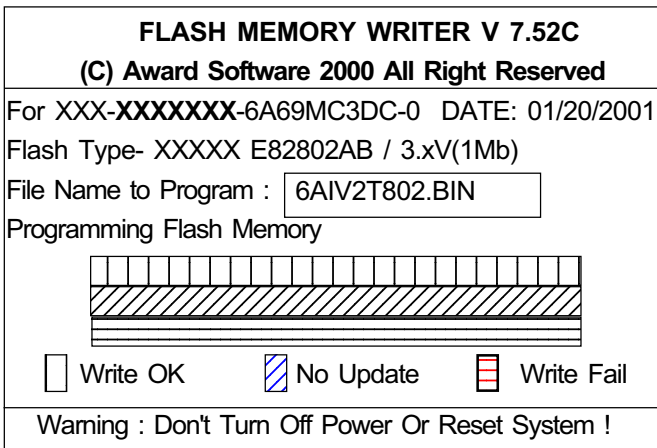 FLASH MEMORY WRITER V 7.52C
(C) Award Software 2000 All Right Reserved
For XXX-XXXXXXX-6A69MC3DC-0 DATE: 01/20/2001
Flash Type- XXXXX E82802AB / 3.xV(1Mb)
File Name to Program : 6AIV2T802.BIN
Programming Flash Memory
Write OK No Update Write Fail
Warning : Don't Turn Off Power Or Reset System !